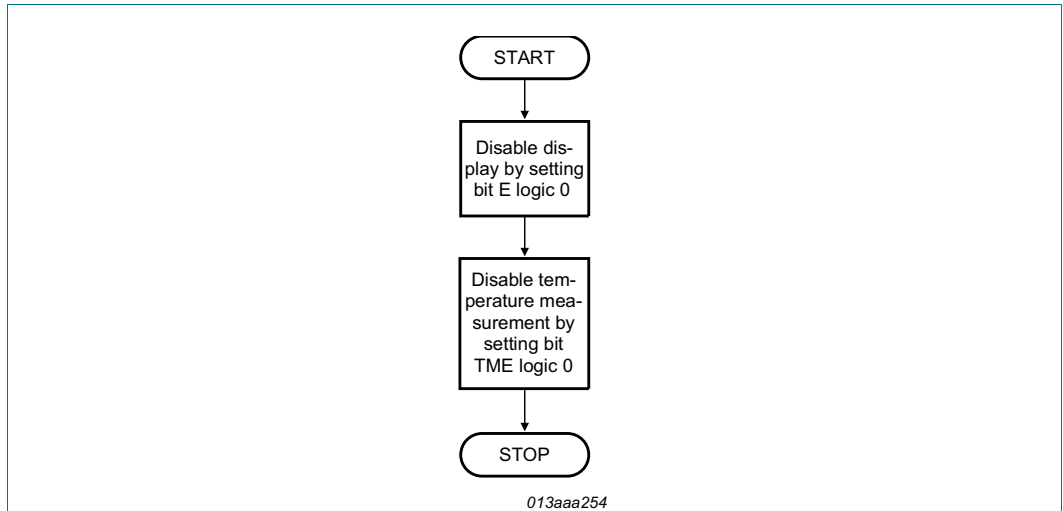 START
Disable dis-
play by setting
bit E logic 0
Disable tem-
perature mea-
surement by
setting bit
TME logic 0
STOP
013aaa254